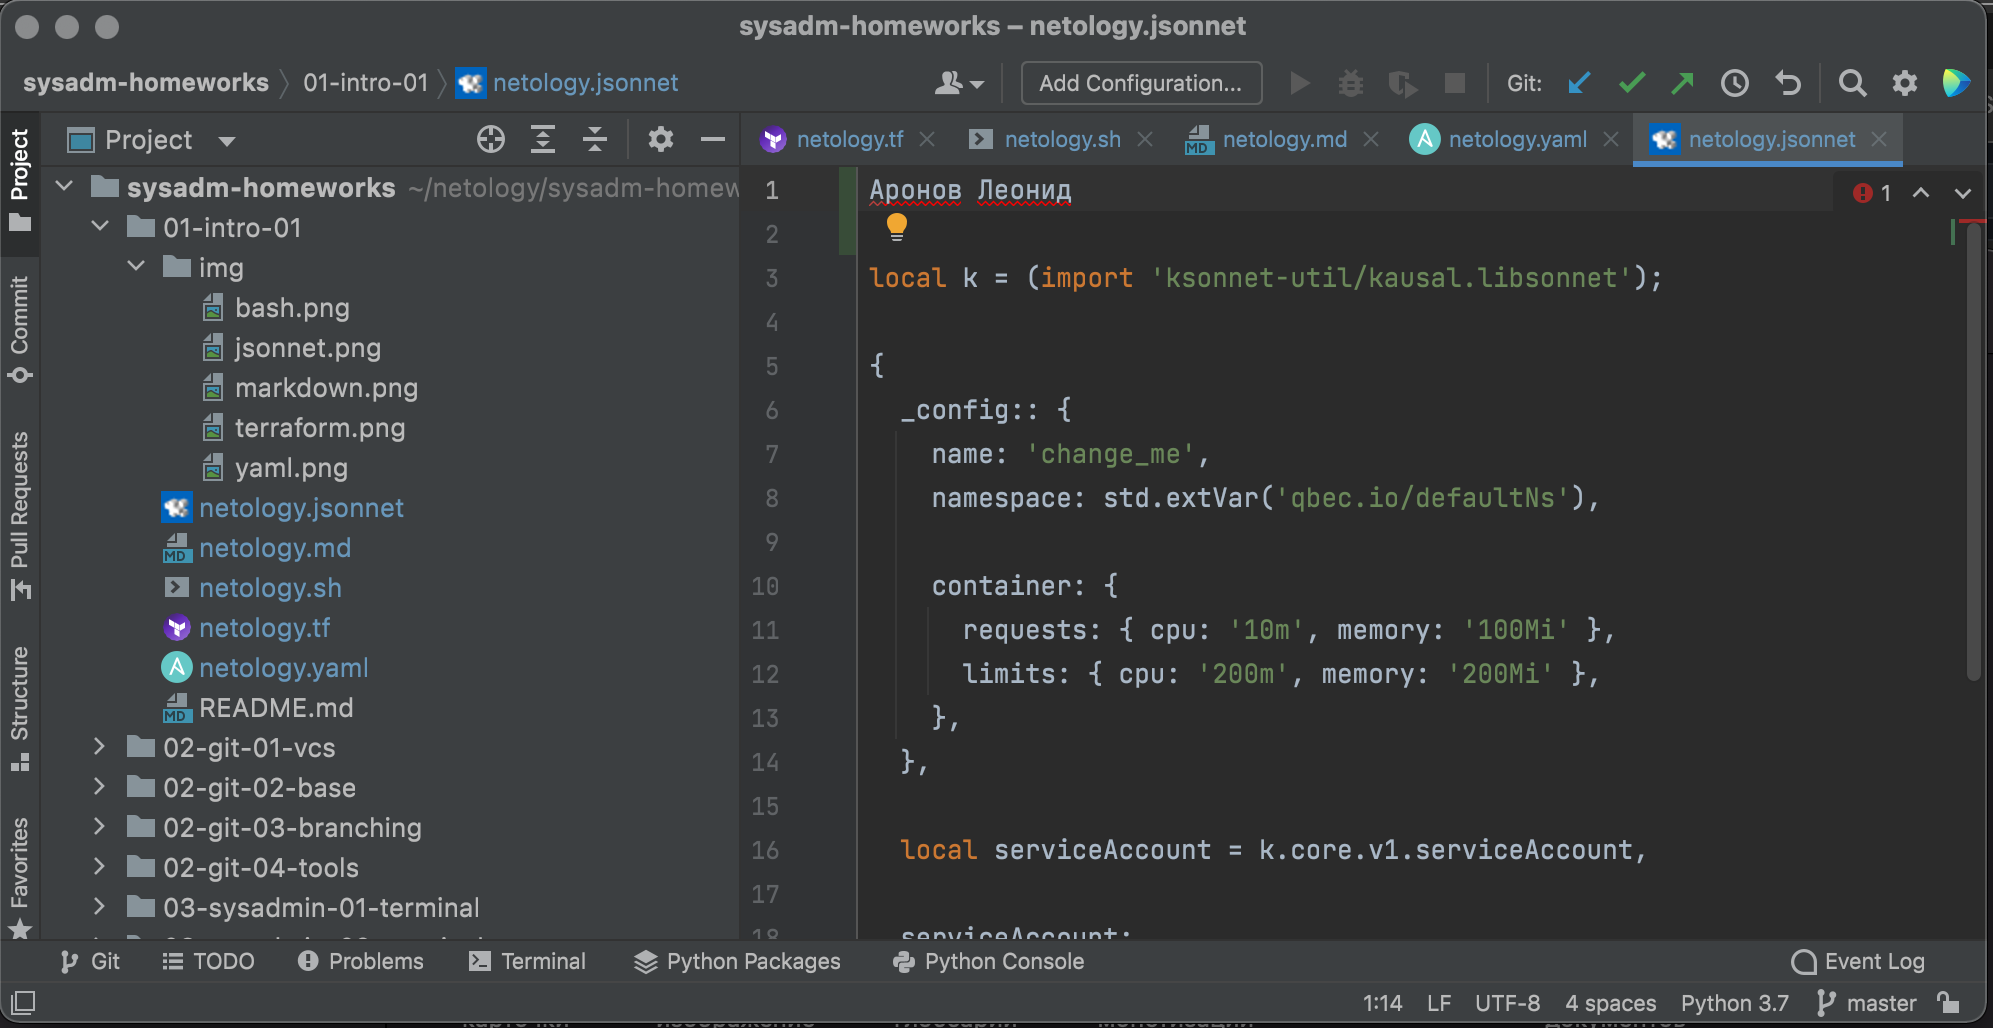 sysadm-homeworks – netology.jsonnet
sysadm-homeworks 01-intro-01 netology.jsonnet
Add Configuration...
Git:
Project
Commit
Pull Requests
Structure
Favorites
Project
netology.tf
netology.sh
netology.md
netology.yaml
netology.jsonnet
sysadm-homeworks ~/netology/sysadm-homew
01-intro-01
img
bash.png
jsonnet.png
markdown.png
terraform.png
yaml.png
netology.jsonnet
netology.md
netology.sh
netology.tf
netology.yaml
README.md
02-git-01-vcs
02-git-02-base
02-git-03-branching
02-git-04-tools
03-sysadmin-01-terminal
1 Аронов Леонид
1
2
3 local k = (import 'ksonnet-util/kausal.libsonnet');
4
5 {
6 _config:: {
7 name: 'change_me',
8 namespace: std.extVar('qbec.io/defaultNs'),
9
10 container: {
11 requests: { cpu: '10m', memory: '100Mi' },
12 limits: { cpu: '200m', memory: '200Mi' },
13 },
14 },
15
16 local serviceAccount = k.core.v1.serviceAccount,
17
18 serviceAccount:
Git
TODO
Problems
Terminal
Python Packages
Python Console
Event Log
1:14 LF UTF-8 4 spaces Python 3.7 master